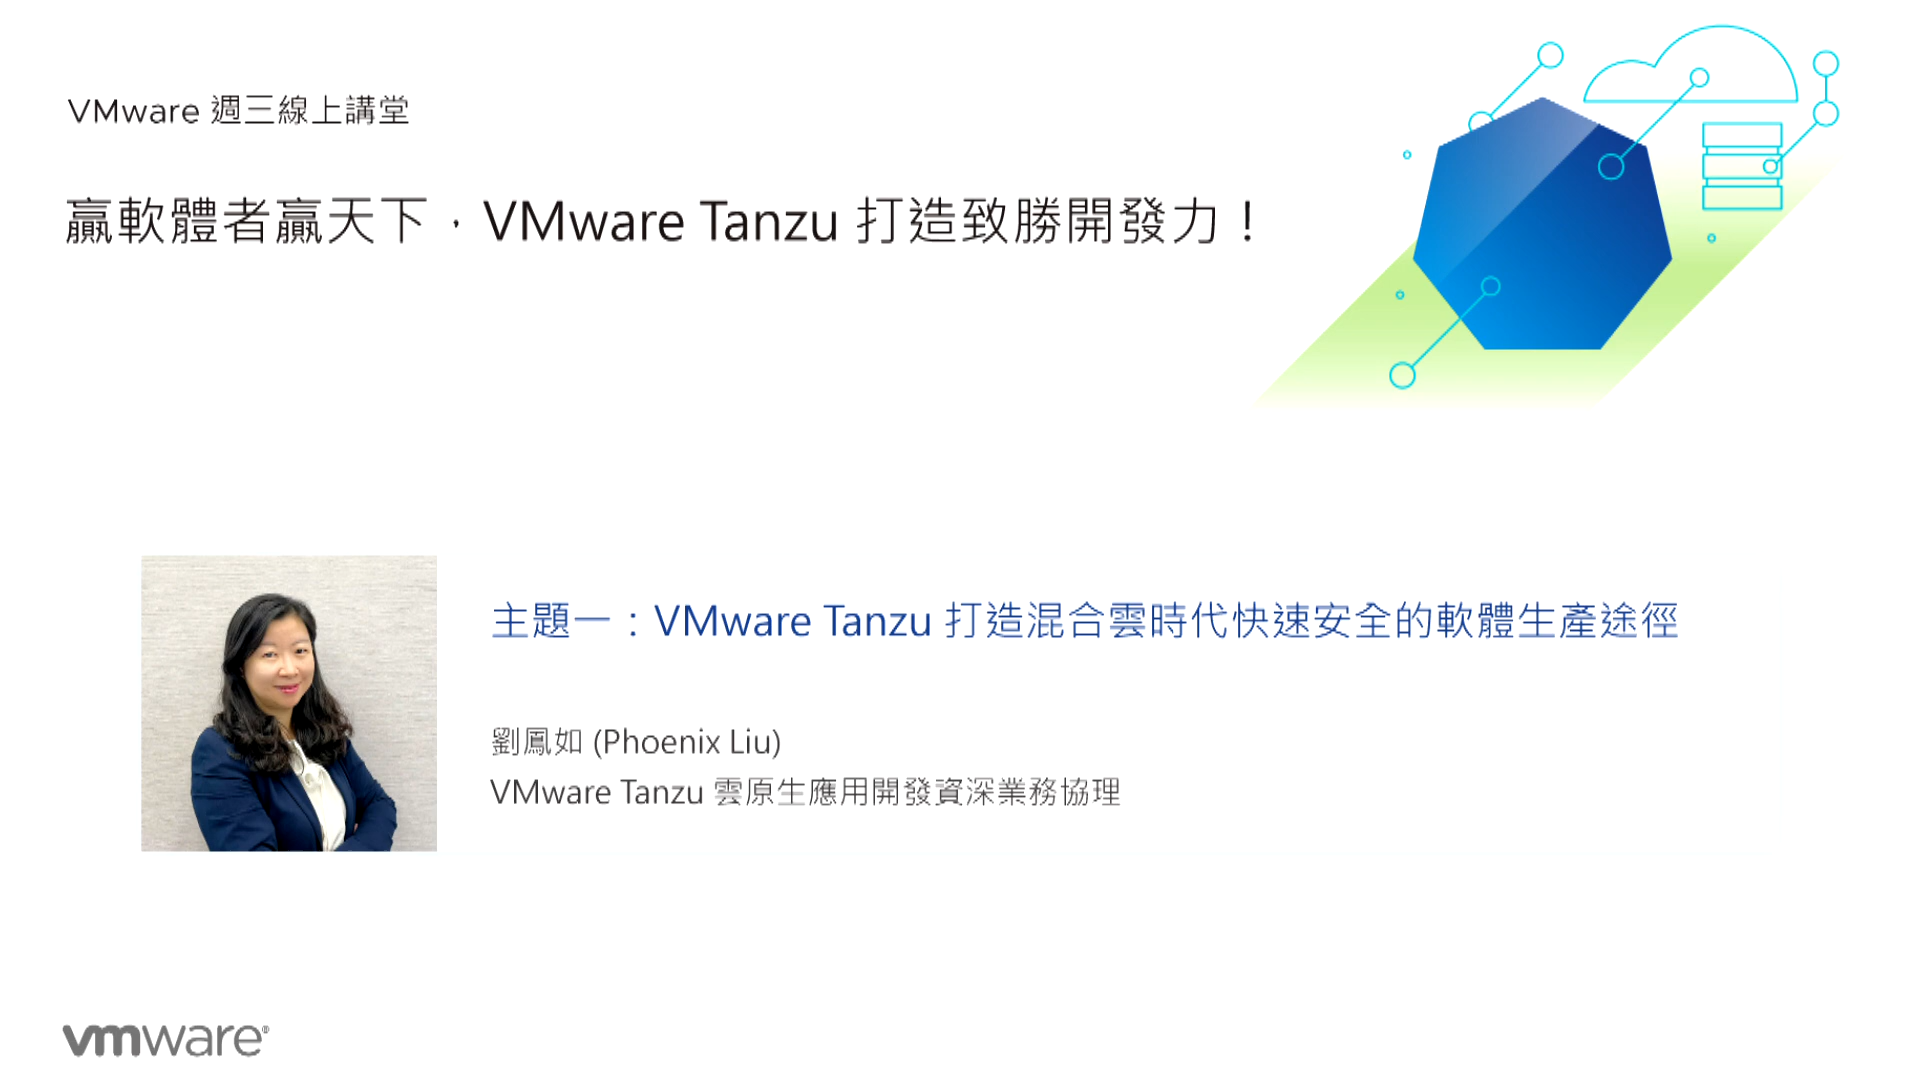 VMware 週三線上講堂
贏軟體者贏天下，VMware Tanzu 打造致勝開發力！
主題一：VMware Tanzu 打造混合雲時代快速安全的軟體生產途徑
劉鳳如 (Phoenix Liu)
VMware Tanzu 雲原生應用開發資深業務協理
vmware®